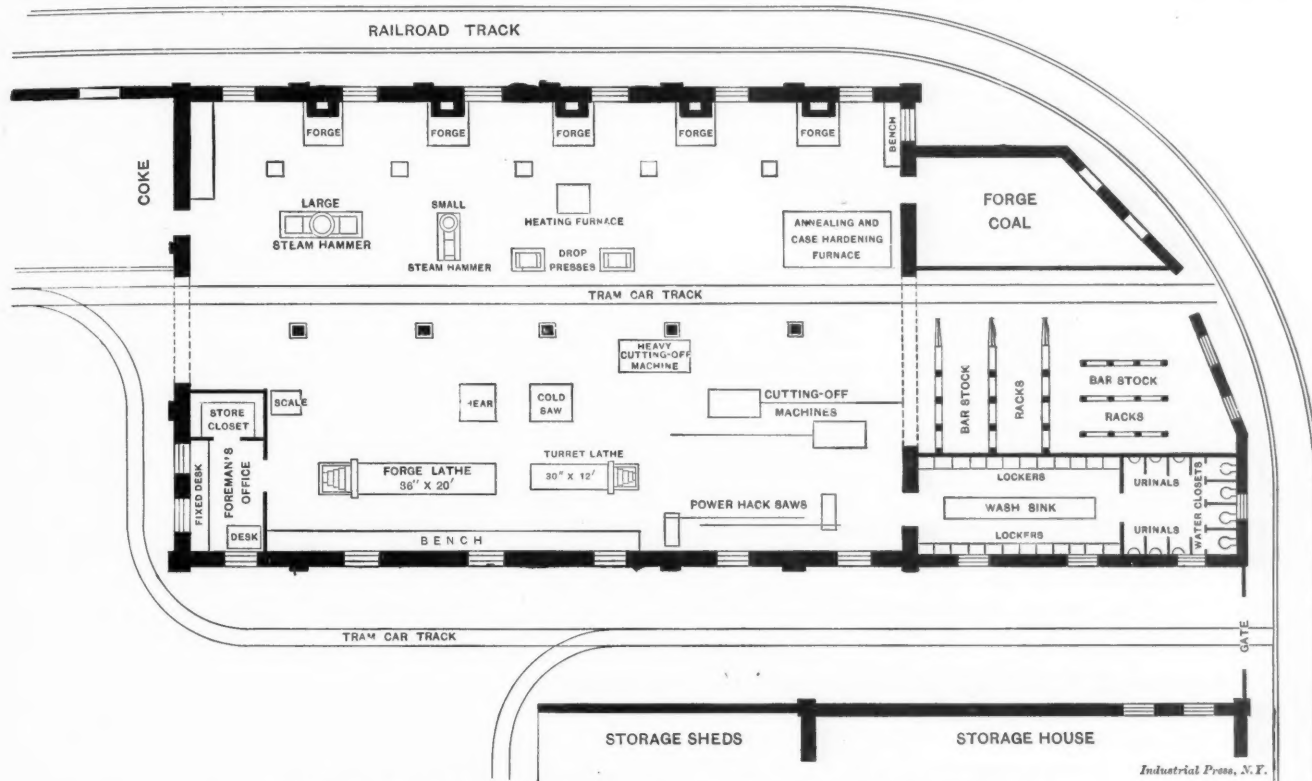 RAILROAD TRACK
COKE
FORGE
FORGE
FORGE
FORGE
FORGE
BENCH
FORGE
COAL
LARGE
STEAM HAMMER
SMALL
STEAM HAMMER
HEATING FURNACE
DROP
PRESSES
ANNEALING AND
CASE HARDENING
FURNACE
TRAM CAR TRACK
HEAVY
CUTTING-OFF
MACHINE
SCALE
STORE
CLOSET
COLD
SAW
CUTTING-OFF
MACHINES
BAR STOCK
RACKS
BAR STOCK
RACKS
FIXED DESK
FOREMAN'S
OFFICE
DESK
FORGE LATHE
36" X 20'
TURRET LATHE
30" X 12'
POWER HACK SAWS
BENCH
LOCKERS
WASH SINK
LOCKERS
URINALS
URINALS
WATER CLOSETS
TRAM CAR TRACK
GATE
STORAGE SHEDS
STORAGE HOUSE
Industrial Press, N.Y.